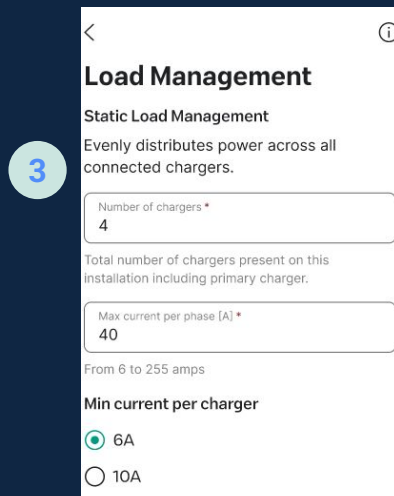 Load Management
Static Load Management
Evenly distributes power across all
connected chargers.
3
Number of chargers *
4
Total number of chargers present on this
installation including primary charger.
Max current per phase [A] *
40
From 6 to 255 amps
Min current per charger
6A
10A